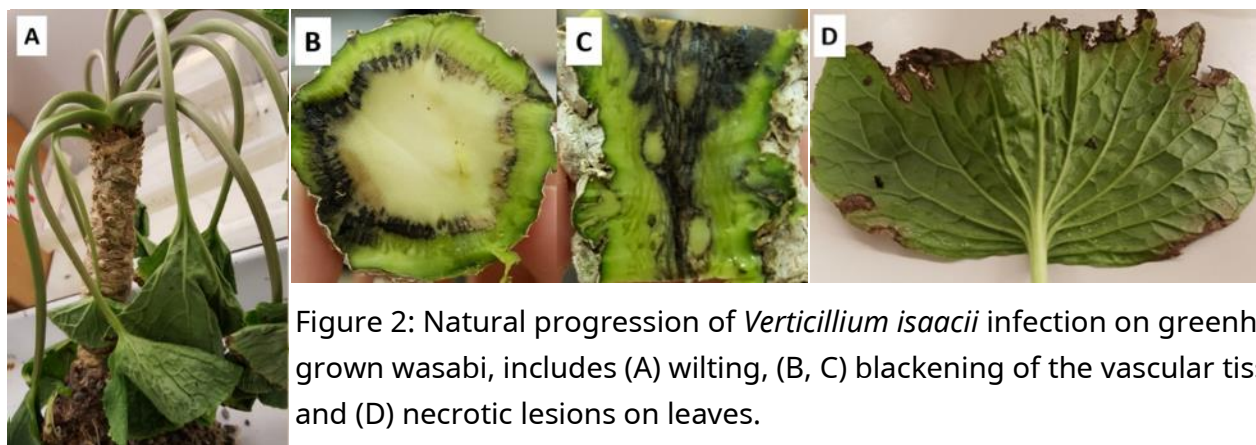 A
B
C
D
Figure 2: Natural progression of Verticillium isaacii infection on greenh
grown wasabi, includes (A) wilting, (B, C) blackening of the vascular tis
and (D) necrotic lesions on leaves.